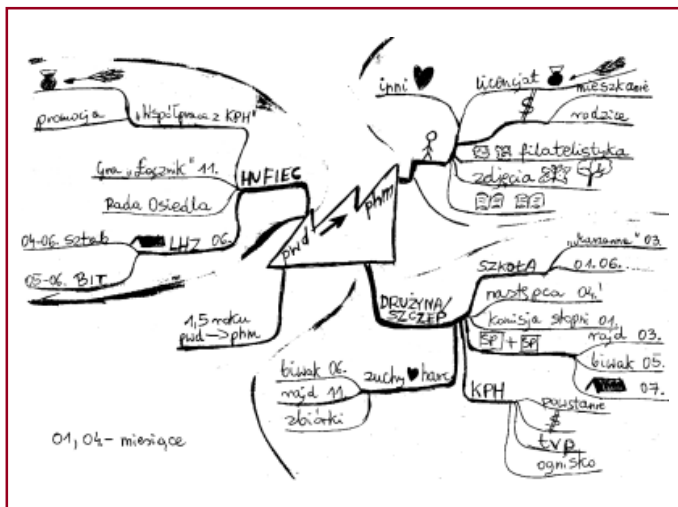 promocja
„Współpraca z KPH"
Gra „Łącznik" 11.
HUFIEC
Rada Osiedla
04-06. sztab
LHZ 06.
05-06. BIT
inni
licencjat
$
mieszkanie
rodzice
filatelistyka
zdjęcia
pwd
phm
1,5 roku
pwd → phm
DRUŻYNA/
SZCZEP
SZKOŁA
„Marzanna" 03.
01.06.
następca 04.!
komisja stopni 01.
SP + SP
rajd 03.
biwak 05.
07.
KPH
powstanie
$
tvp
ognisko
zuchy harc
biwak 06.
rajd 11.
zbiórki
01, 04 - miesiące